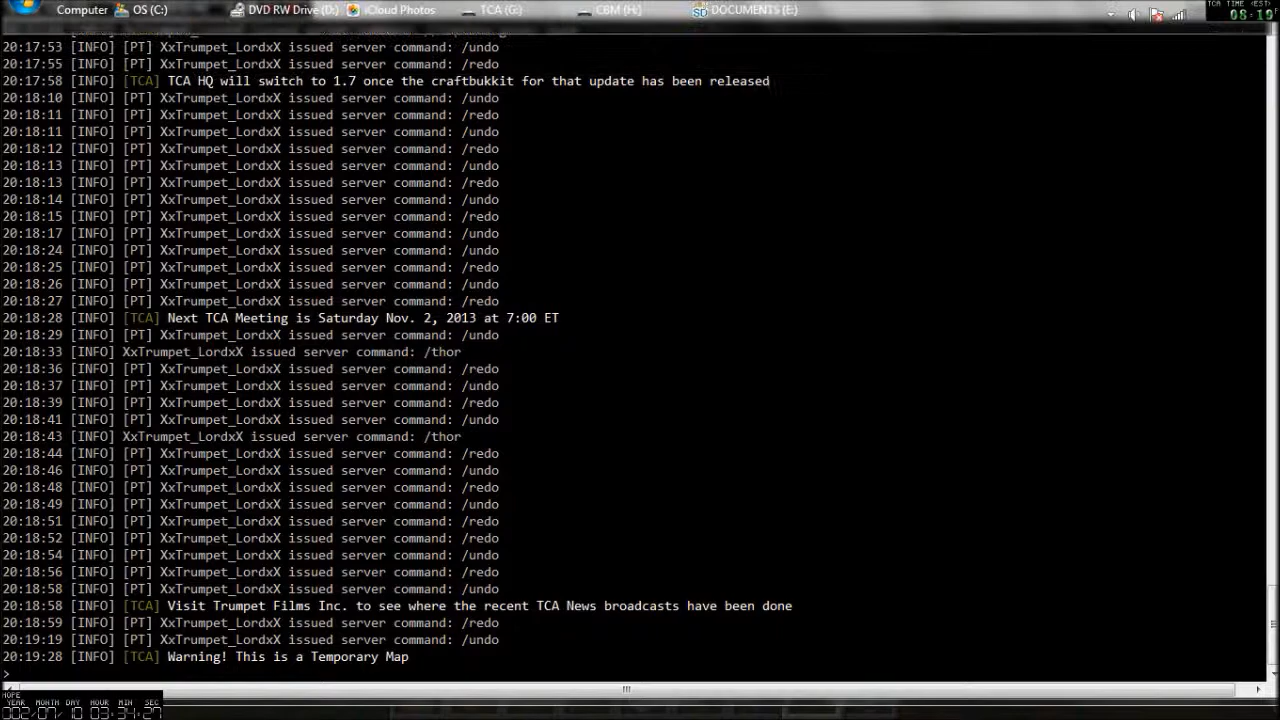 Computer OS (C:) DVD RW Drive (D:) iCloud Photos TCA (G:) CBM (H:) DOCUMENTS (E:)
TCA TIME (EST)
08:19
20:17:53 [INFO] [PT] XxTrumpet_LordxX issued server command: /undo
20:17:55 [INFO] [PT] XxTrumpet_LordxX issued server command: /redo
20:17:58 [INFO] [TCA] TCA HQ will switch to 1.7 once the craftbukkit for that update has been released
20:18:10 [INFO] [PT] XxTrumpet_LordxX issued server command: /undo
20:18:11 [INFO] [PT] XxTrumpet_LordxX issued server command: /redo
20:18:11 [INFO] [PT] XxTrumpet_LordxX issued server command: /undo
20:18:12 [INFO] [PT] XxTrumpet_LordxX issued server command: /redo
20:18:13 [INFO] [PT] XxTrumpet_LordxX issued server command: /undo
20:18:13 [INFO] [PT] XxTrumpet_LordxX issued server command: /redo
20:18:14 [INFO] [PT] XxTrumpet_LordxX issued server command: /undo
20:18:15 [INFO] [PT] XxTrumpet_LordxX issued server command: /redo
20:18:17 [INFO] [PT] XxTrumpet_LordxX issued server command: /undo
20:18:24 [INFO] [PT] XxTrumpet_LordxX issued server command: /undo
20:18:25 [INFO] [PT] XxTrumpet_LordxX issued server command: /redo
20:18:26 [INFO] [PT] XxTrumpet_LordxX issued server command: /undo
20:18:27 [INFO] [PT] XxTrumpet_LordxX issued server command: /redo
20:18:28 [INFO] [TCA] Next TCA Meeting is Saturday Nov. 2, 2013 at 7:00 ET
20:18:29 [INFO] [PT] XxTrumpet_LordxX issued server command: /undo
20:18:33 [INFO] XxTrumpet_LordxX issued server command: /thor
20:18:36 [INFO] [PT] XxTrumpet_LordxX issued server command: /redo
20:18:37 [INFO] [PT] XxTrumpet_LordxX issued server command: /undo
20:18:39 [INFO] [PT] XxTrumpet_LordxX issued server command: /redo
20:18:41 [INFO] [PT] XxTrumpet_LordxX issued server command: /undo
20:18:43 [INFO] XxTrumpet_LordxX issued server command: /thor
20:18:44 [INFO] [PT] XxTrumpet_LordxX issued server command: /redo
20:18:46 [INFO] [PT] XxTrumpet_LordxX issued server command: /undo
20:18:48 [INFO] [PT] XxTrumpet_LordxX issued server command: /redo
20:18:49 [INFO] [PT] XxTrumpet_LordxX issued server command: /undo
20:18:51 [INFO] [PT] XxTrumpet_LordxX issued server command: /redo
20:18:52 [INFO] [PT] XxTrumpet_LordxX issued server command: /undo
20:18:54 [INFO] [PT] XxTrumpet_LordxX issued server command: /undo
20:18:56 [INFO] [PT] XxTrumpet_LordxX issued server command: /redo
20:18:58 [INFO] [PT] XxTrumpet_LordxX issued server command: /undo
20:18:58 [INFO] [TCA] Visit Trumpet Films Inc. to see where the recent TCA News broadcasts have been done
20:18:59 [INFO] [PT] XxTrumpet_LordxX issued server command: /redo
20:19:19 [INFO] [PT] XxTrumpet_LordxX issued server command: /undo
20:19:28 [INFO] [TCA] Warning! This is a Temporary Map
>
HOPE
YEAR MONTH DAY HOUR MIN SEC
002/07/10 03:34:27